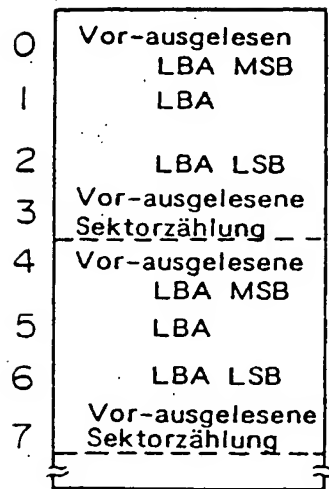 0 Vor-ausgelesen
LBA MSB
1 LBA
2 LBA LSB
3 Vor-ausgelesene
Sektorzählung
4 Vor-ausgelesene
LBA MSB
5 LBA
6 LBA LSB
7 Vor-ausgelesene
Sektorzählung